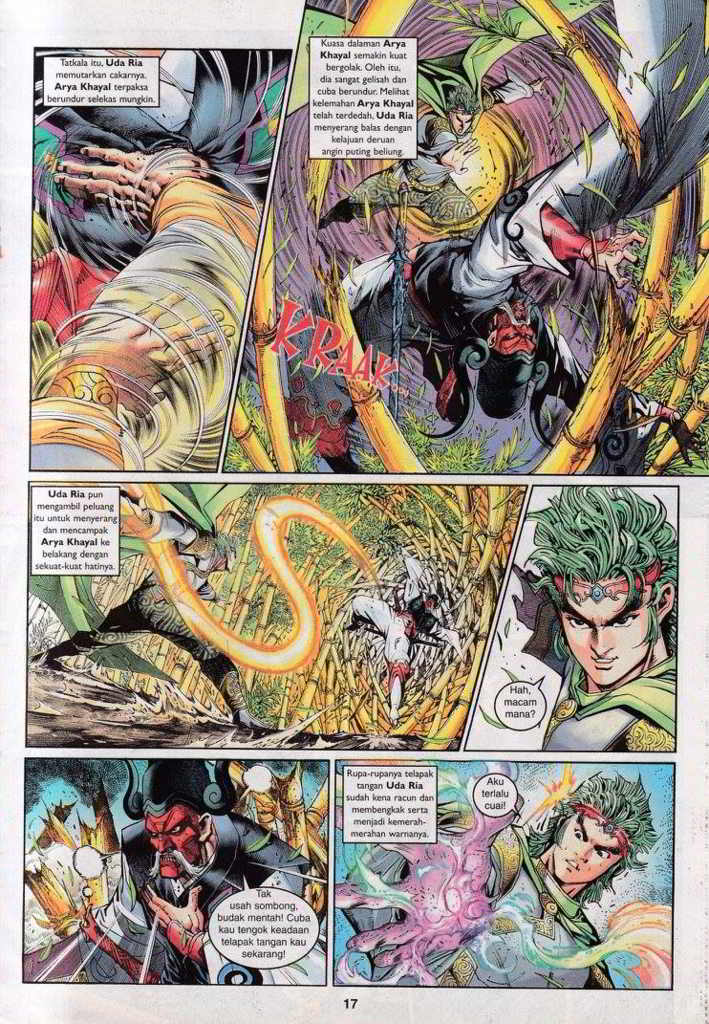 Tatkala itu, Uda Ria
memutarkan cakarnya.
Arya Khayal terpaksa
berundur selekas mungkin.
Kuasa dalaman Arya
Khayal semakin kuat
bergolak. Oleh itu,
dia sangat gelisah dan
cuba berundur. Melihat
kelemahan Arya Khayal
telah terdedah, Uda Ria
menyerang balas dengan
kelajuan deruan
angin puting beliung.
KRAAK...
Uda Ria pun
mengambil peluang
itu untuk menyerang
dan mencampak
Arya Khayal ke
belakang dengan
sekuat-kuat hatinya.
Hah,
macam
mana?
Tak
usah sombong,
budak mentah! Cuba
kau tengok keadaan
telapak tangan kau
sekarang!
Rupa-rupanya telapak
tangan Uda Ria
sudah kena racun dan
membengkak serta
menjadi kemerah-
merahan warnanya.
Aku
terlalu
cuai!
17